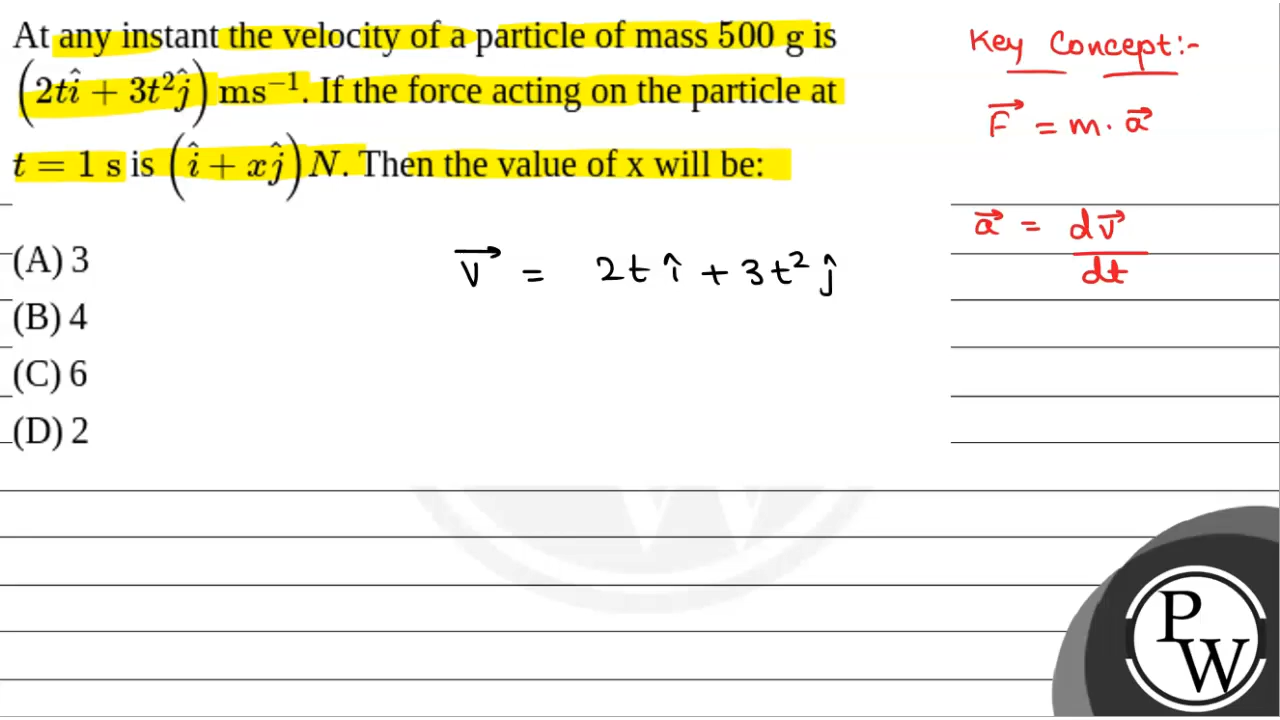 At any instant the velocity of a particle of mass 500 g is
(2tî + 3t²ĵ) ms⁻¹. If the force acting on the particle at
t = 1 s is (î + xĵ) N. Then the value of x will be:
(A) 3
(B) 4
(C) 6
(D) 2
v⃗ = 2t î + 3t² ĵ
Key Concept:-
F⃗ = m. a⃗
a⃗ = dv⃗
dt
PW